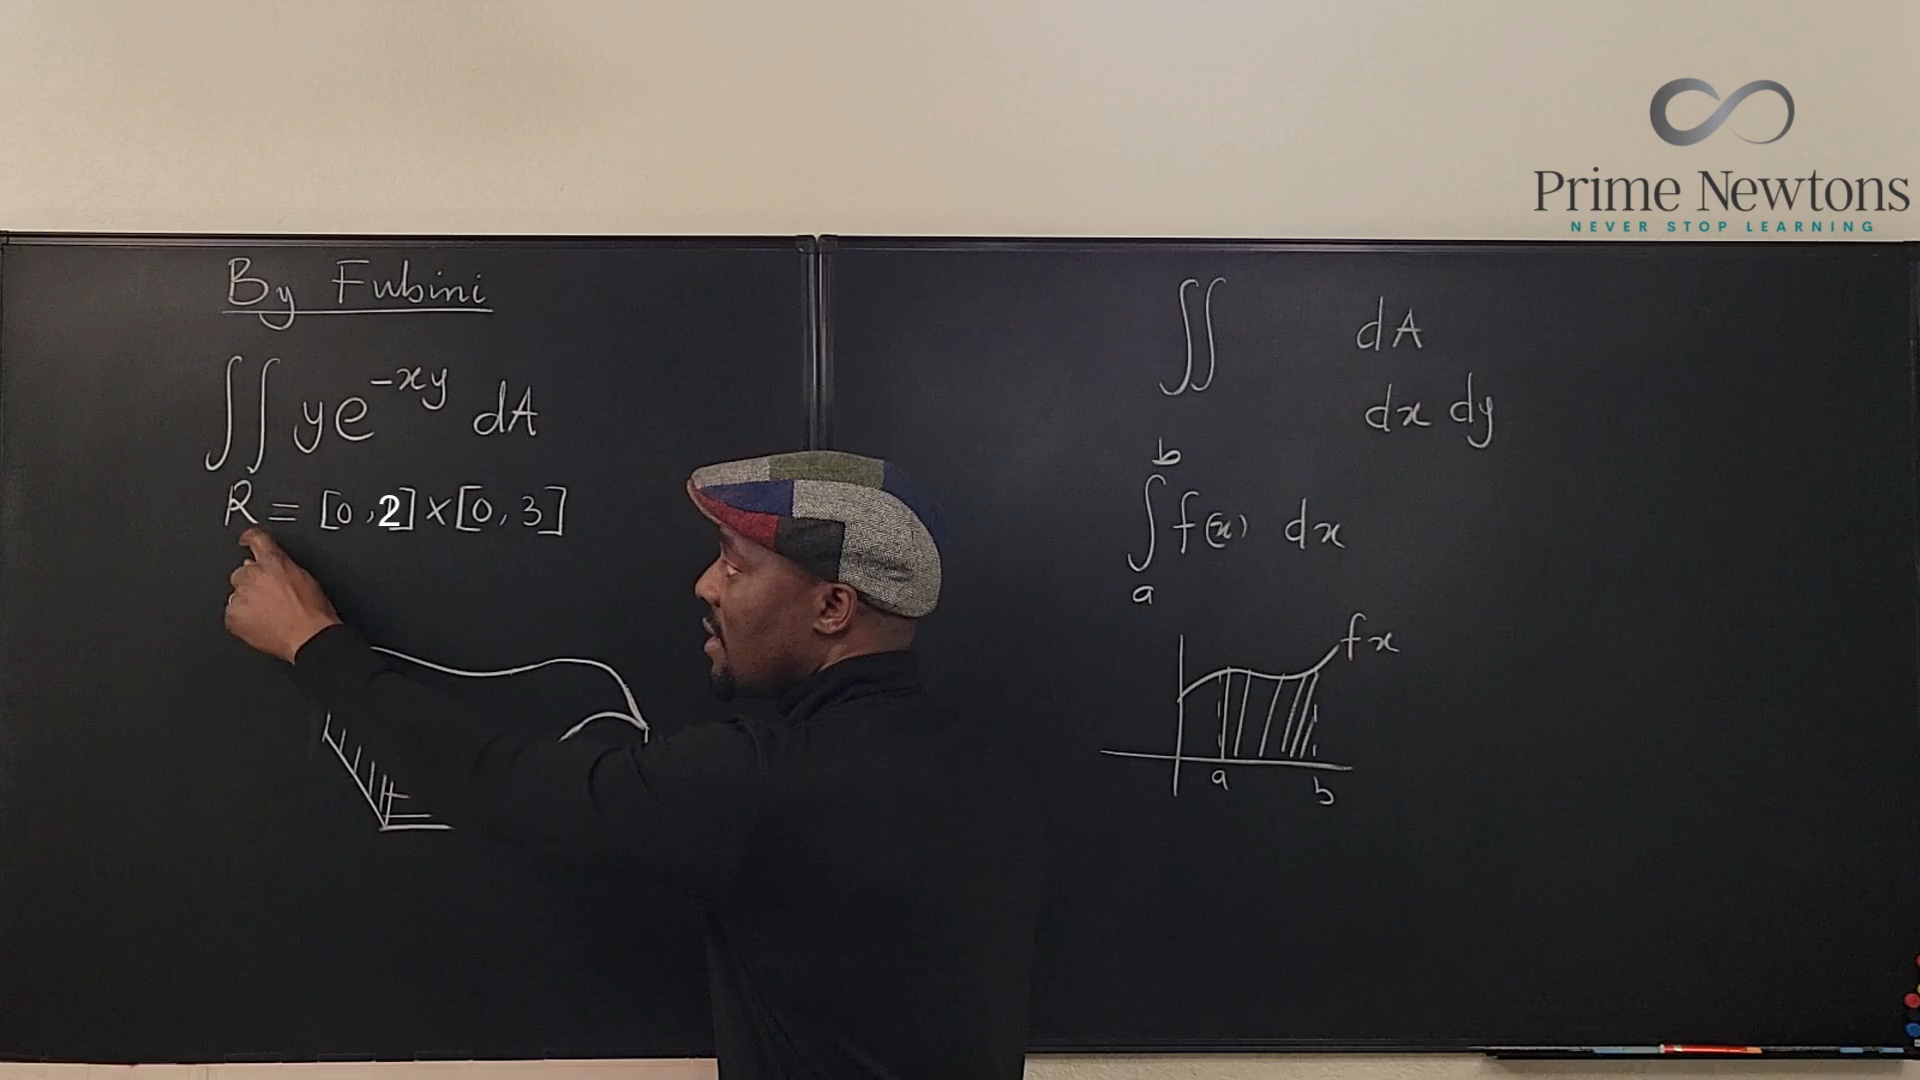 Prime Newtons
NEVER STOP LEARNING
By Fubini
∬ ye^{-xy} dA
R = [0, 2] × [0, 3]
∬ dA
dx dy
b
∫ f(x) dx
a
fx
a b